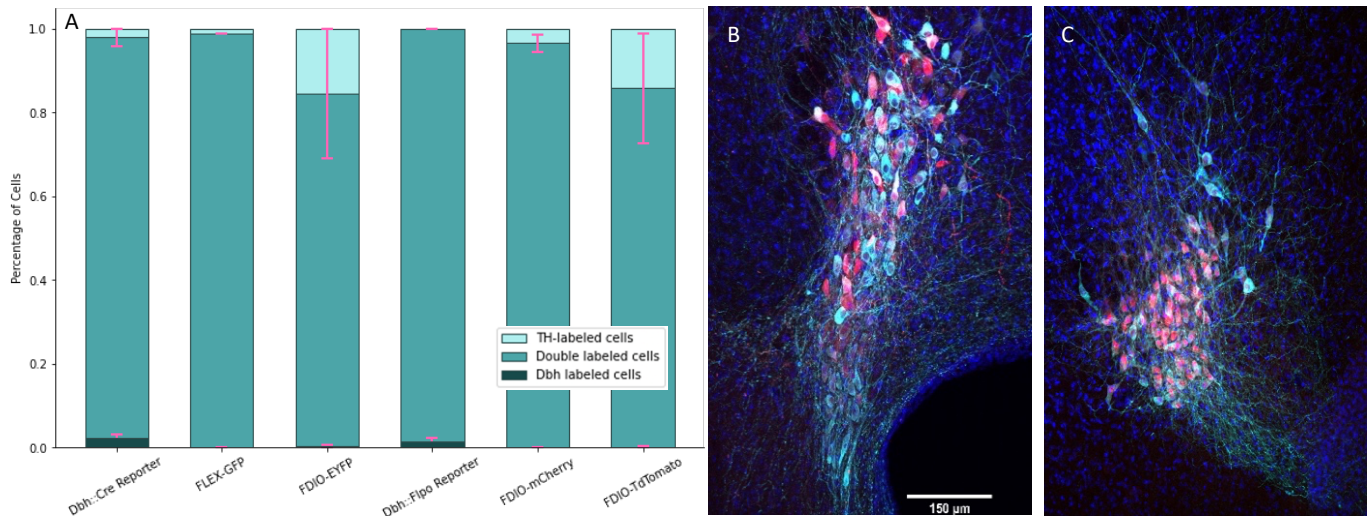 A
B
C
Percentage of Cells
1.0
0.8
0.6
0.4
0.2
0.0
TH-labeled cells
Double labeled cells
Dbh labeled cells
Dbh::Cre Reporter
FLEX-GFP
FDIO-EYFP
Dbh::Flpo Reporter
FDIO-mCherry
FDIO-TdTomato
150 μm